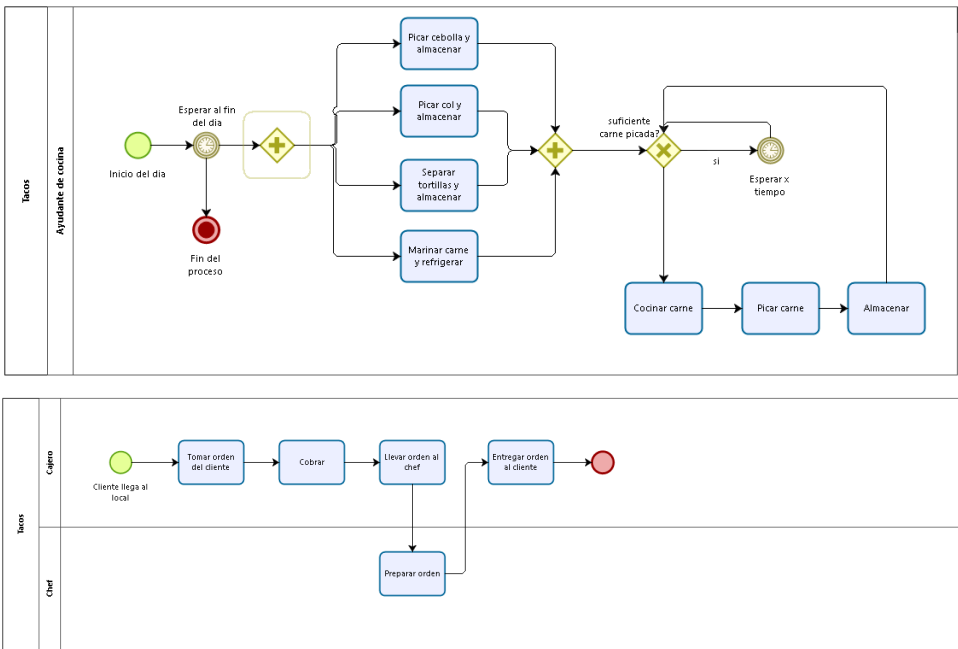 Tacos
Ayudante de cocina
Inicio del dia
Esperar al fin
del dia
Fin del
proceso
Picar cebolla y
almacenar
Picar col y
almacenar
Separar
tortillas y
almacenar
Marinar carne
y refrigerar
suficiente
carne picada?
si
Esperar x
tiempo
Cocinar carne
Picar carne
Almacenar
Tacos
Cajero
Cliente llega al
local
Tomar orden
del cliente
Cobrar
Llevar orden al
chef
Entregar orden
al cliente
Chef
Preparar orden